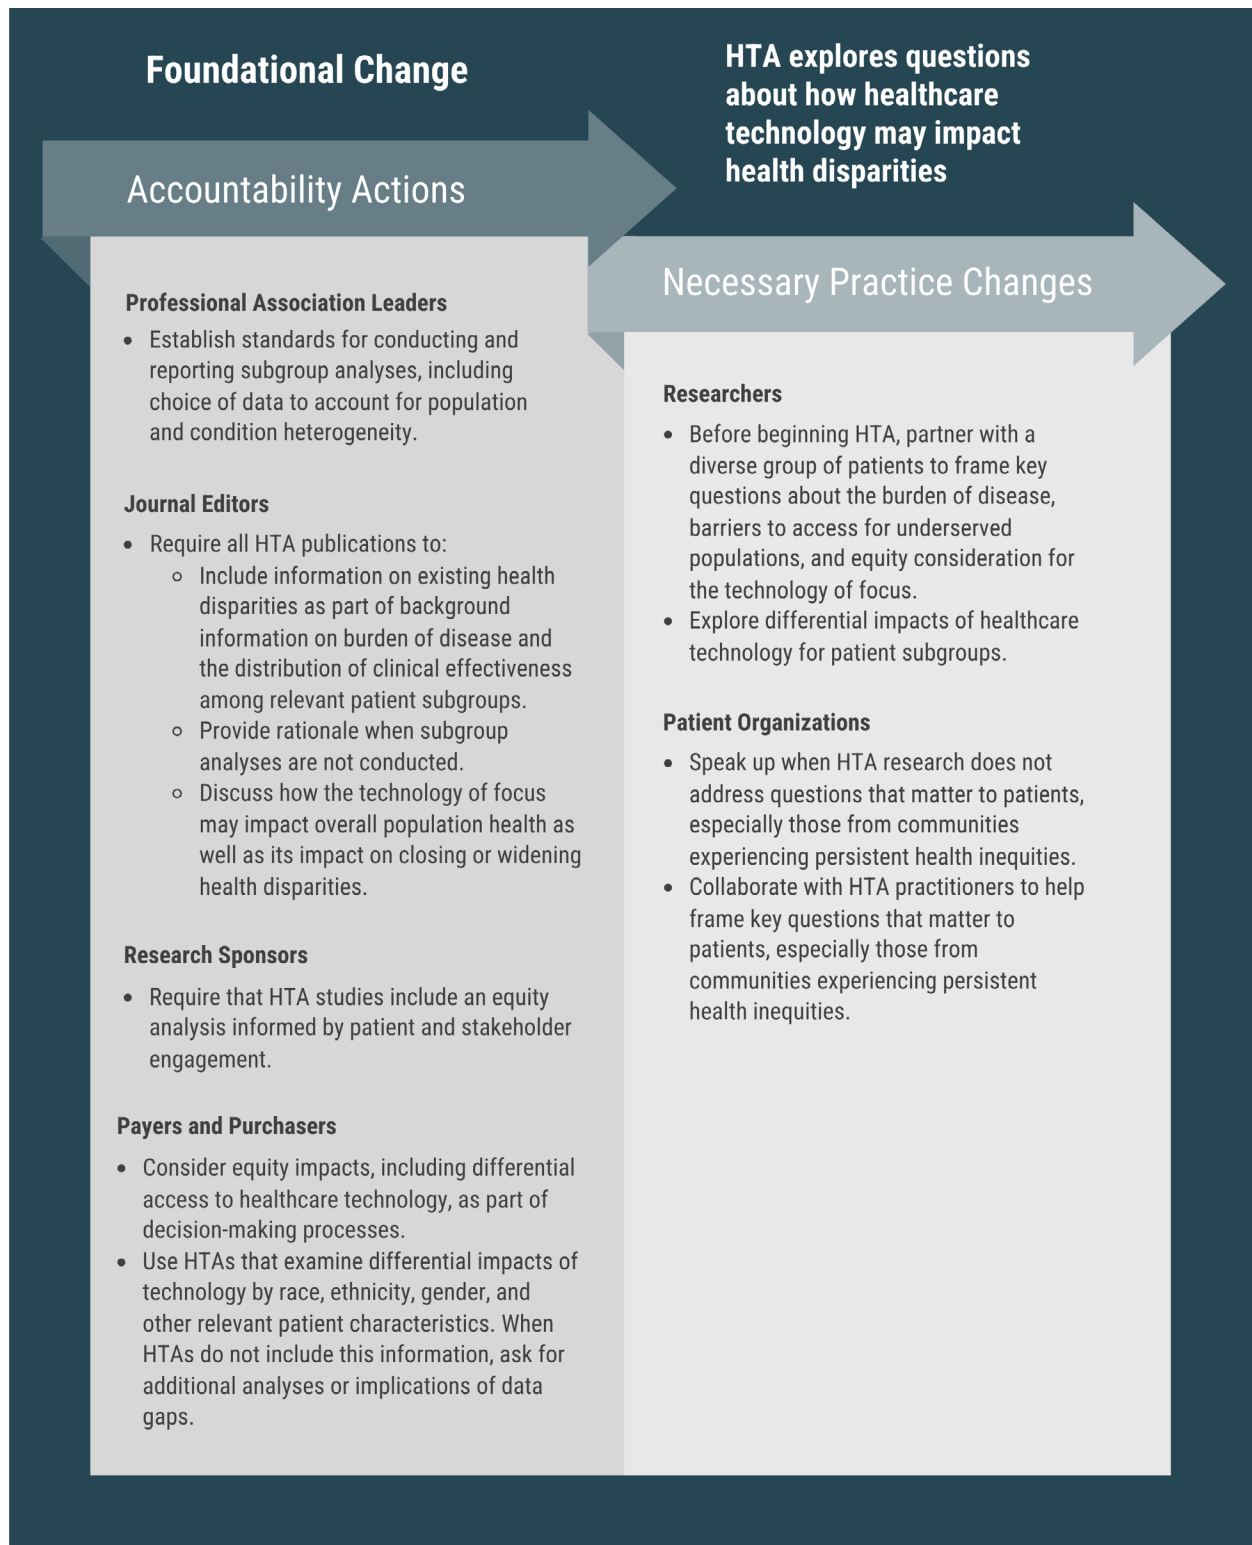 Foundational Change
HTA explores questions
about how healthcare
technology may impact
health disparities
Accountability Actions
Professional Association Leaders
• Establish standards for conducting and
reporting subgroup analyses, including
choice of data to account for population
and condition heterogeneity.
Journal Editors
• Require all HTA publications to:
○ Include information on existing health
disparities as part of background
information on burden of disease and
the distribution of clinical effectiveness
among relevant patient subgroups.
○ Provide rationale when subgroup
analyses are not conducted.
○ Discuss how the technology of focus
may impact overall population health as
well as its impact on closing or widening
health disparities.
Research Sponsors
• Require that HTA studies include an equity
analysis informed by patient and stakeholder
engagement.
Payers and Purchasers
• Consider equity impacts, including differential
access to healthcare technology, as part of
decision-making processes.
• Use HTAs that examine differential impacts of
technology by race, ethnicity, gender, and
other relevant patient characteristics. When
HTAs do not include this information, ask for
additional analyses or implications of data
gaps.
Necessary Practice Changes
Researchers
• Before beginning HTA, partner with a
diverse group of patients to frame key
questions about the burden of disease,
barriers to access for underserved
populations, and equity consideration for
the technology of focus.
• Explore differential impacts of healthcare
technology for patient subgroups.
Patient Organizations
• Speak up when HTA research does not
address questions that matter to patients,
especially those from communities
experiencing persistent health inequities.
• Collaborate with HTA practitioners to help
frame key questions that matter to
patients, especially those from
communities experiencing persistent
health inequities.